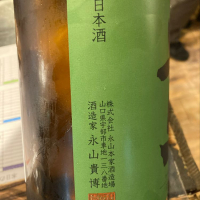 日本酒
株式会社 永山本家酒造場
山口県宇部市車地一三八番地
酒造家 永山貴博